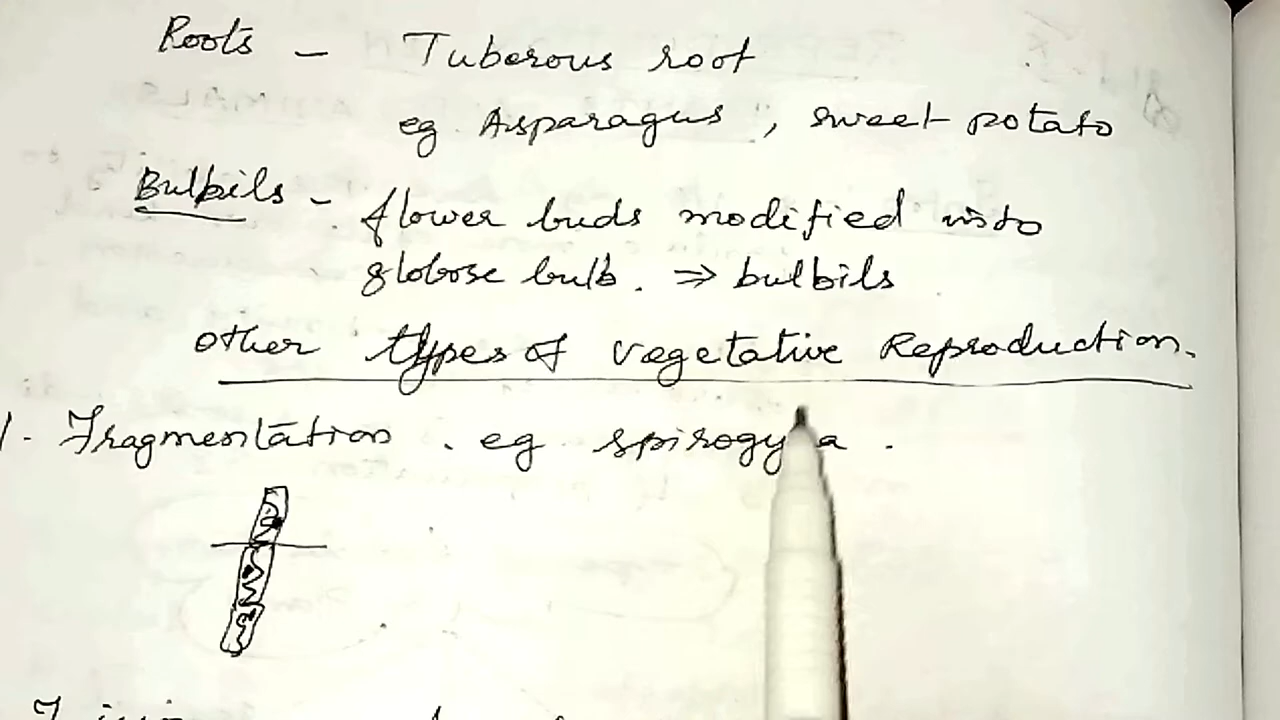 Roots - Tuberous root
eg Asparagus, sweet potato
Bulbils - flower buds modified into
globose bulb. ⇒ bulbils
Other Types of vegetative Reproduction.
1. Fragmentation. eg spirogyra.